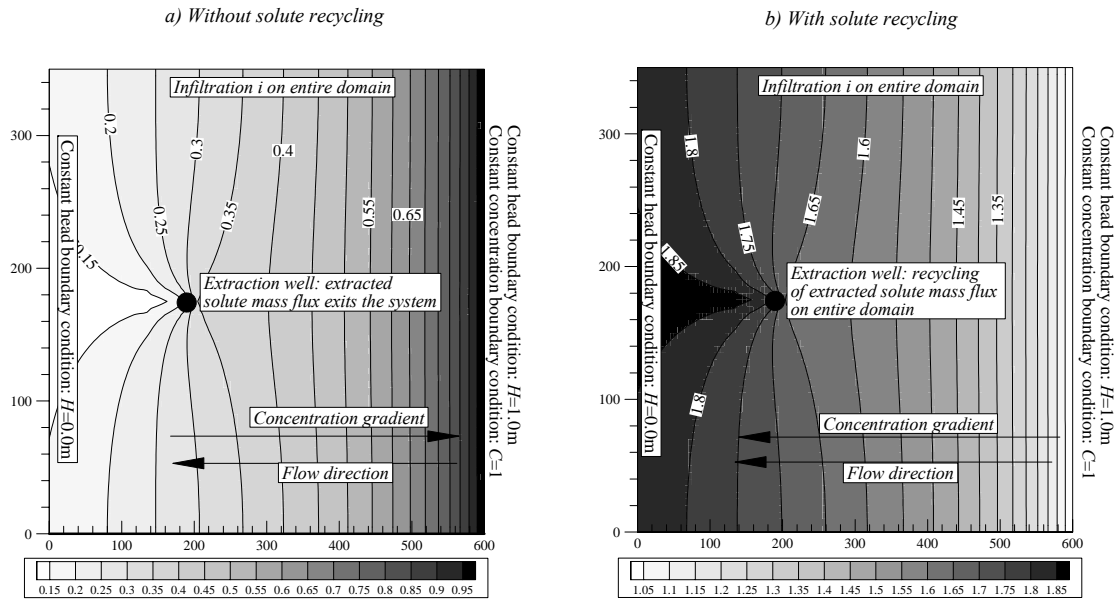 a) Without solute recycling
b) With solute recycling
Infiltration i on entire domain
300
200
100
0
0
100
200
300
400
500
600
Constant head boundary condition: H=0.0m
Constant head boundary condition: H=1.0m
Constant concentration boundary condition: C=1
0.2
0.3
0.4
0.25
0.35
0.55
0.65
0.15
Extraction well: extracted
solute mass flux exits the system
Concentration gradient
Flow direction
0.15 0.2 0.25 0.3 0.35 0.4 0.45 0.5 0.55 0.6 0.65 0.7 0.75 0.8 0.85 0.9 0.95
Infiltration i on entire domain
300
200
100
0
0
100
200
300
400
500
600
Constant head boundary condition: H=0.0m
Constant head boundary condition: H=1.0m
Constant concentration boundary condition: C=1
1.8
1.6
1.65
1.75
1.45
1.35
1.85
1.8
Extraction well: recycling
of extracted solute mass flux
on entire domain
Concentration gradient
Flow direction
1.05 1.1 1.15 1.2 1.25 1.3 1.35 1.4 1.45 1.5 1.55 1.6 1.65 1.7 1.75 1.8 1.85